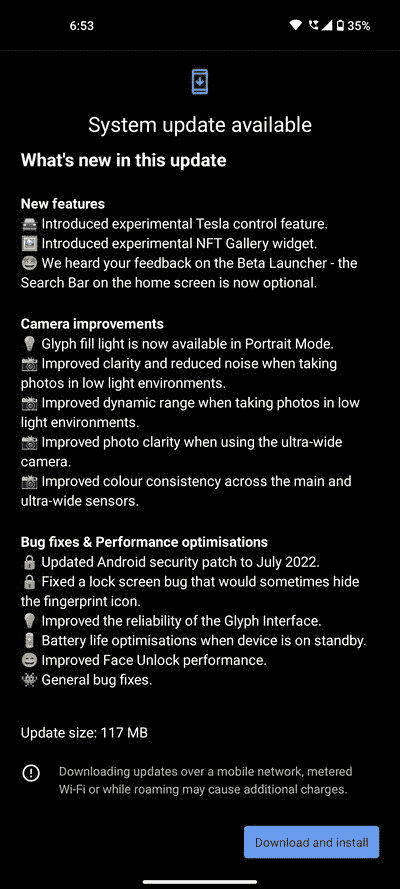 6:53
35%
System update available
What's new in this update
New features
Introduced experimental Tesla control feature.
Introduced experimental NFT Gallery widget.
We heard your feedback on the Beta Launcher - the
Search Bar on the home screen is now optional.
Camera improvements
Glyph fill light is now available in Portrait Mode.
Improved clarity and reduced noise when taking
photos in low light environments.
Improved dynamic range when taking photos in low
light environments.
Improved photo clarity when using the ultra-wide
camera.
Improved colour consistency across the main and
ultra-wide sensors.
Bug fixes & Performance optimisations
Updated Android security patch to July 2022.
Fixed a lock screen bug that would sometimes hide
the fingerprint icon.
Improved the reliability of the Glyph Interface.
Battery life optimisations when device is on standby.
Improved Face Unlock performance.
General bug fixes.
Update size: 117 MB
Downloading updates over a mobile network, metered
Wi-Fi or while roaming may cause additional charges.
Download and install